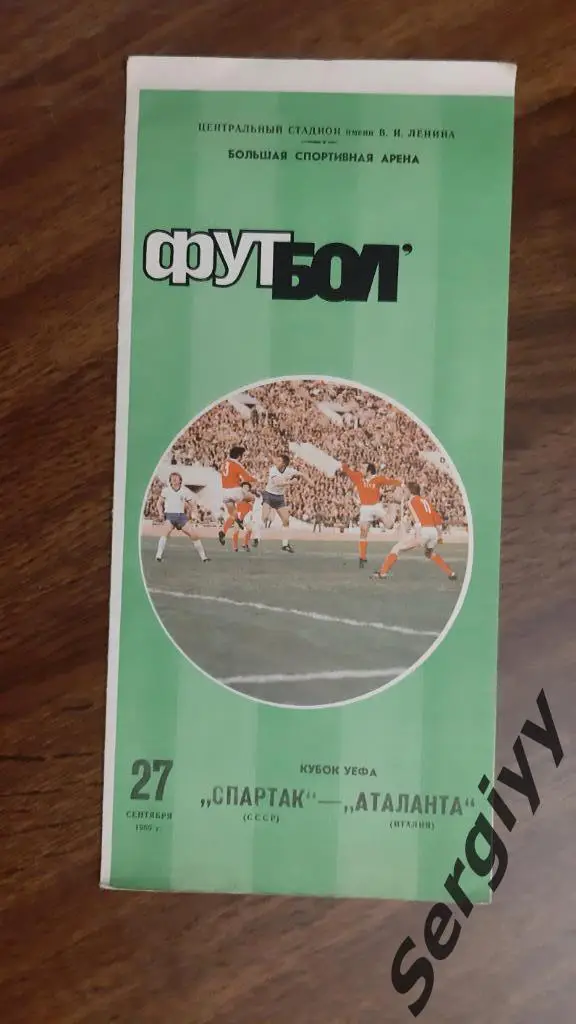 ЦЕНТРАЛЬНЫЙ СТАДИОН имени В. И. ЛЕНИНА
БОЛЬШАЯ СПОРТИВНАЯ АРЕНА
ФУТБОЛ'
КУБОК УЕФА
27
СЕНТЯБРЯ
„СПАРТАК“—„АТАЛАНТА“
(СССР)
(ИТАЛИЯ)
Sergiyy